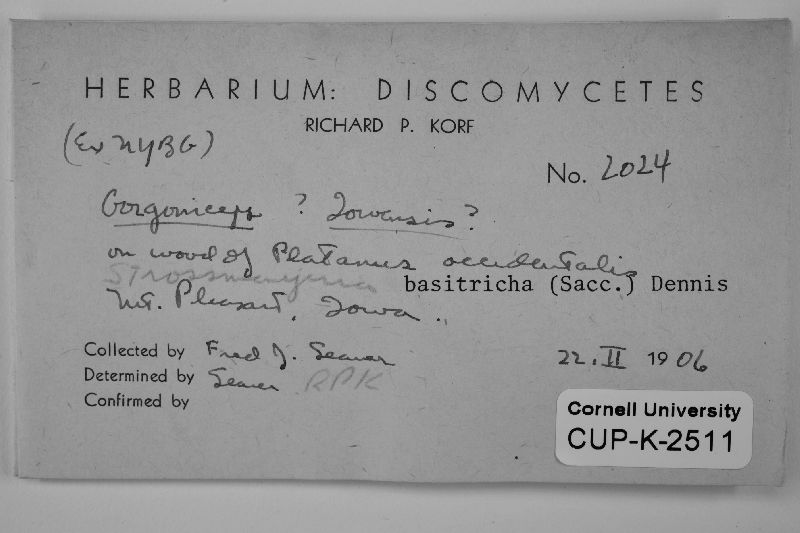 HERBARIUM: DISCOMYCETES
RICHARD P. KORF
(Ex NYBG)
No. 2024
Gorgoniceps ? Iowensis?
on wood of Platanus occidentalis
Strossmayeria basitricha (Sacc.) Dennis
Mt. Pleasant, Iowa.
Collected by Fred J. Seaver 22.II 1906
Determined by Seaver RPK
Confirmed by
Cornell University
CUP-K-2511